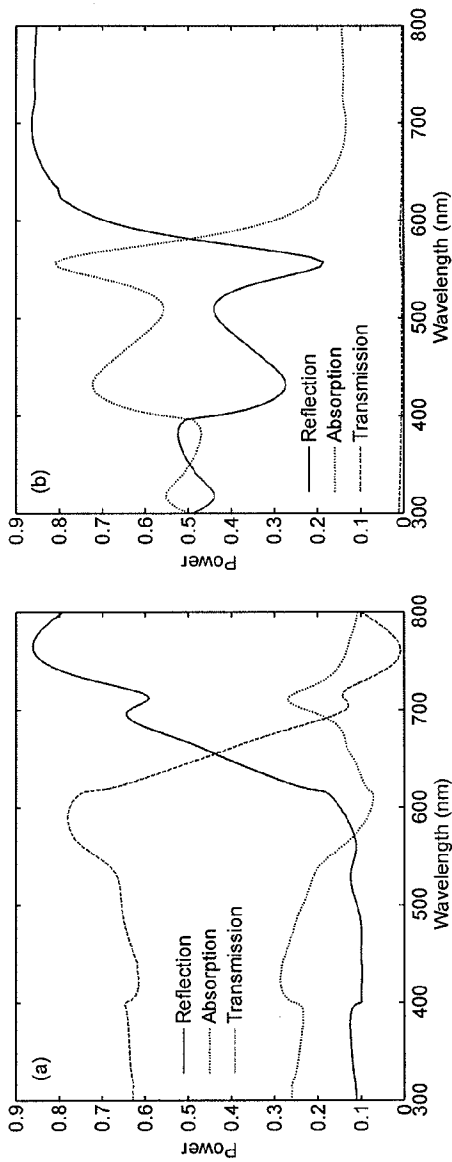 (a)
Power
0.9
0.8
0.7
0.6
0.5
0.4
0.3
0.2
0.1
0
300
400
500
600
700
800
Wavelength (nm)
Reflection
Absorption
Transmission
(b)
Power
0.9
0.8
0.7
0.6
0.5
0.4
0.3
0.2
0.1
0
300
400
500
600
700
800
Wavelength (nm)
Reflection
Absorption
Transmission